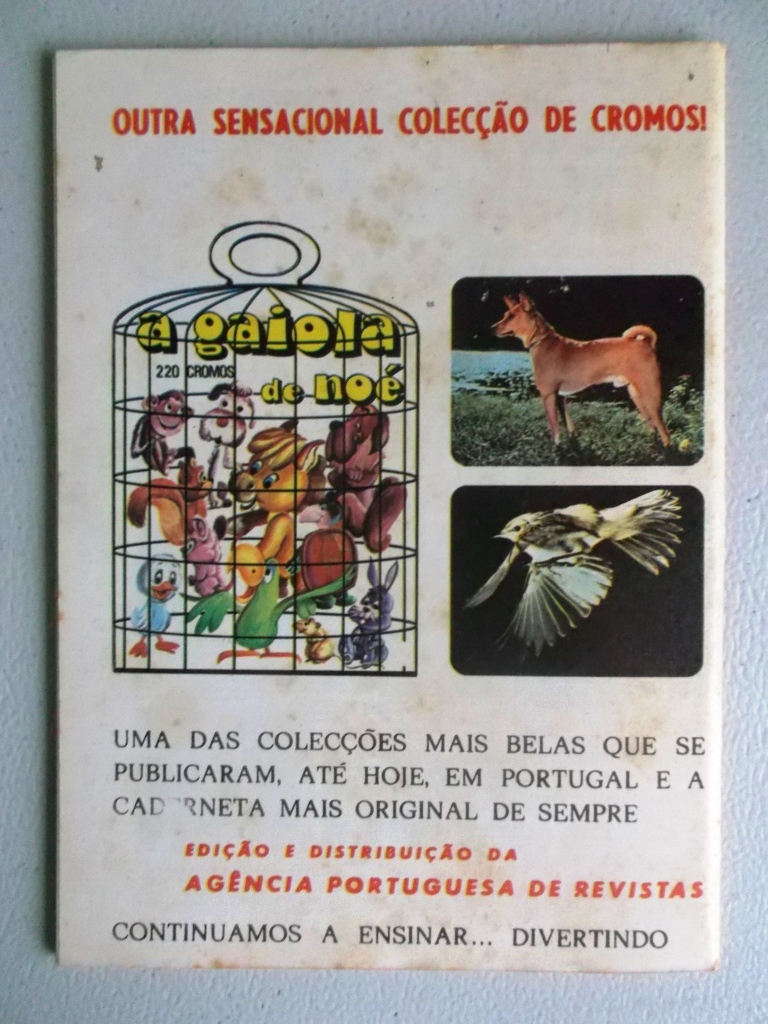 OUTRA SENSACIONAL COLECÇÃO DE CROMOS!
a gaiola
220 CROMOS
de noé
UMA DAS COLECÇÕES MAIS BELAS QUE SE
PUBLICARAM, ATÉ HOJE, EM PORTUGAL E A
CADERNETA MAIS ORIGINAL DE SEMPRE
EDIÇÃO E DISTRIBUIÇÃO DA
AGÊNCIA PORTUGUESA DE REVISTAS
CONTINUAMOS A ENSINAR... DIVERTINDO